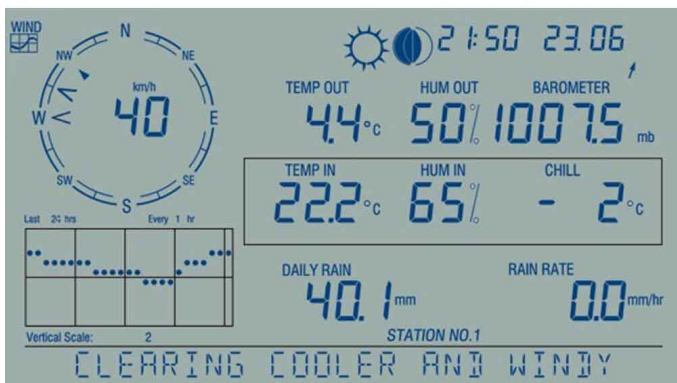 WIND
N
NW NE
km/h
40
W E
SW SE
S
21:50 23.06
TEMP OUT HUM OUT BAROMETER
4.4°C 50% 1007.5 mb
TEMP IN HUM IN CHILL
22.2°C 65% - 2°C
Last 24 hrs Every 1 hr
DAILY RAIN RAIN RATE
40.1 mm 0.0 mm/hr
Vertical Scale: 2
STATION NO.1
CLEARING COOLER AND WINDY